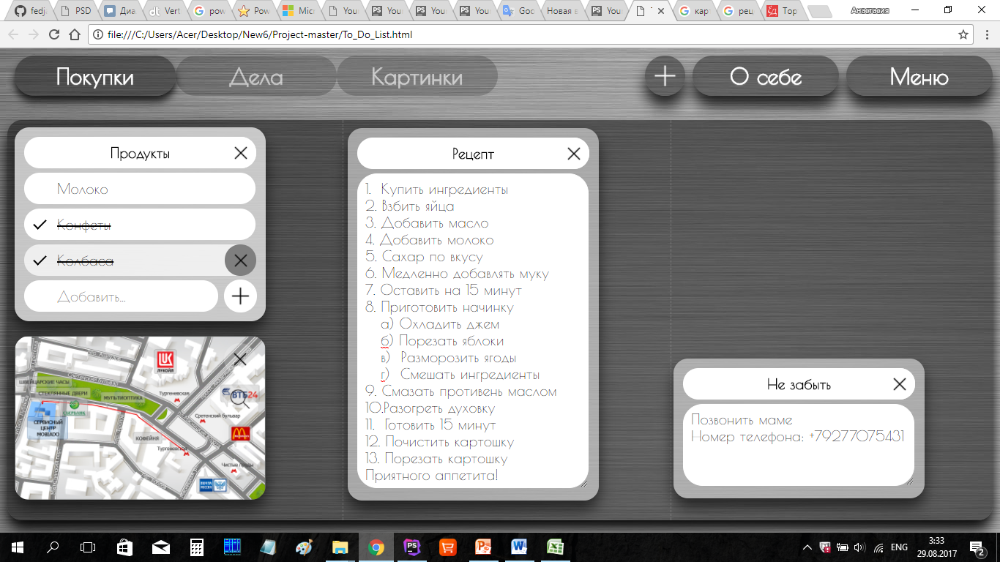 fedj
PSD
Диа
Vert
pow
Pow
Micr
You
You
You
You
Goo
Новая в
You
Т
кар
рец
Top
Анастасия
file:///C:/Users/Acer/Desktop/New6/Project-master/To_Do_List.html
Покупки
Дела
Картинки
О себе
Меню
Продукты
Молоко
Конфеты
Колбаса
Добавить...
ЛУКОЙЛ
Сретенский бульвар
ШВЕЙЦАРСКИЕ ЧАСЫ
СТЕКЛЯННЫЕ ДВЕРИ
МУЛЬТИОПТИКА
Тургеневская
ВТБ24
СБЕРБАНК
СЕРВИСНЫЙ
ЦЕНТР
MOBIADO
Сретенский бульвар
КОФЕЙНЯ
Тургеневская
Чистые пруды
ПОЧТА
РОССИИ
Рецепт
1. Купить ингредиенты
2. Взбить яйца
3. Добавить масло
4. Добавить молоко
5. Сахар по вкусу
6. Медленно добавлять муку
7. Оставить на 15 минут
8. Приготовить начинку
а) Охладить джем
б) Порезать яблоки
в) Разморозить ягоды
г) Смешать ингредиенты
9. Смазать противень маслом
10.Разогреть духовку
11. Готовить 15 минут
12. Почистить картошку
13. Порезать картошку
Приятного аппетита!
Не забыть
Позвонить маме
Номер телефона: +79277075431
PS
ENG
3:33
29.08.2017
2